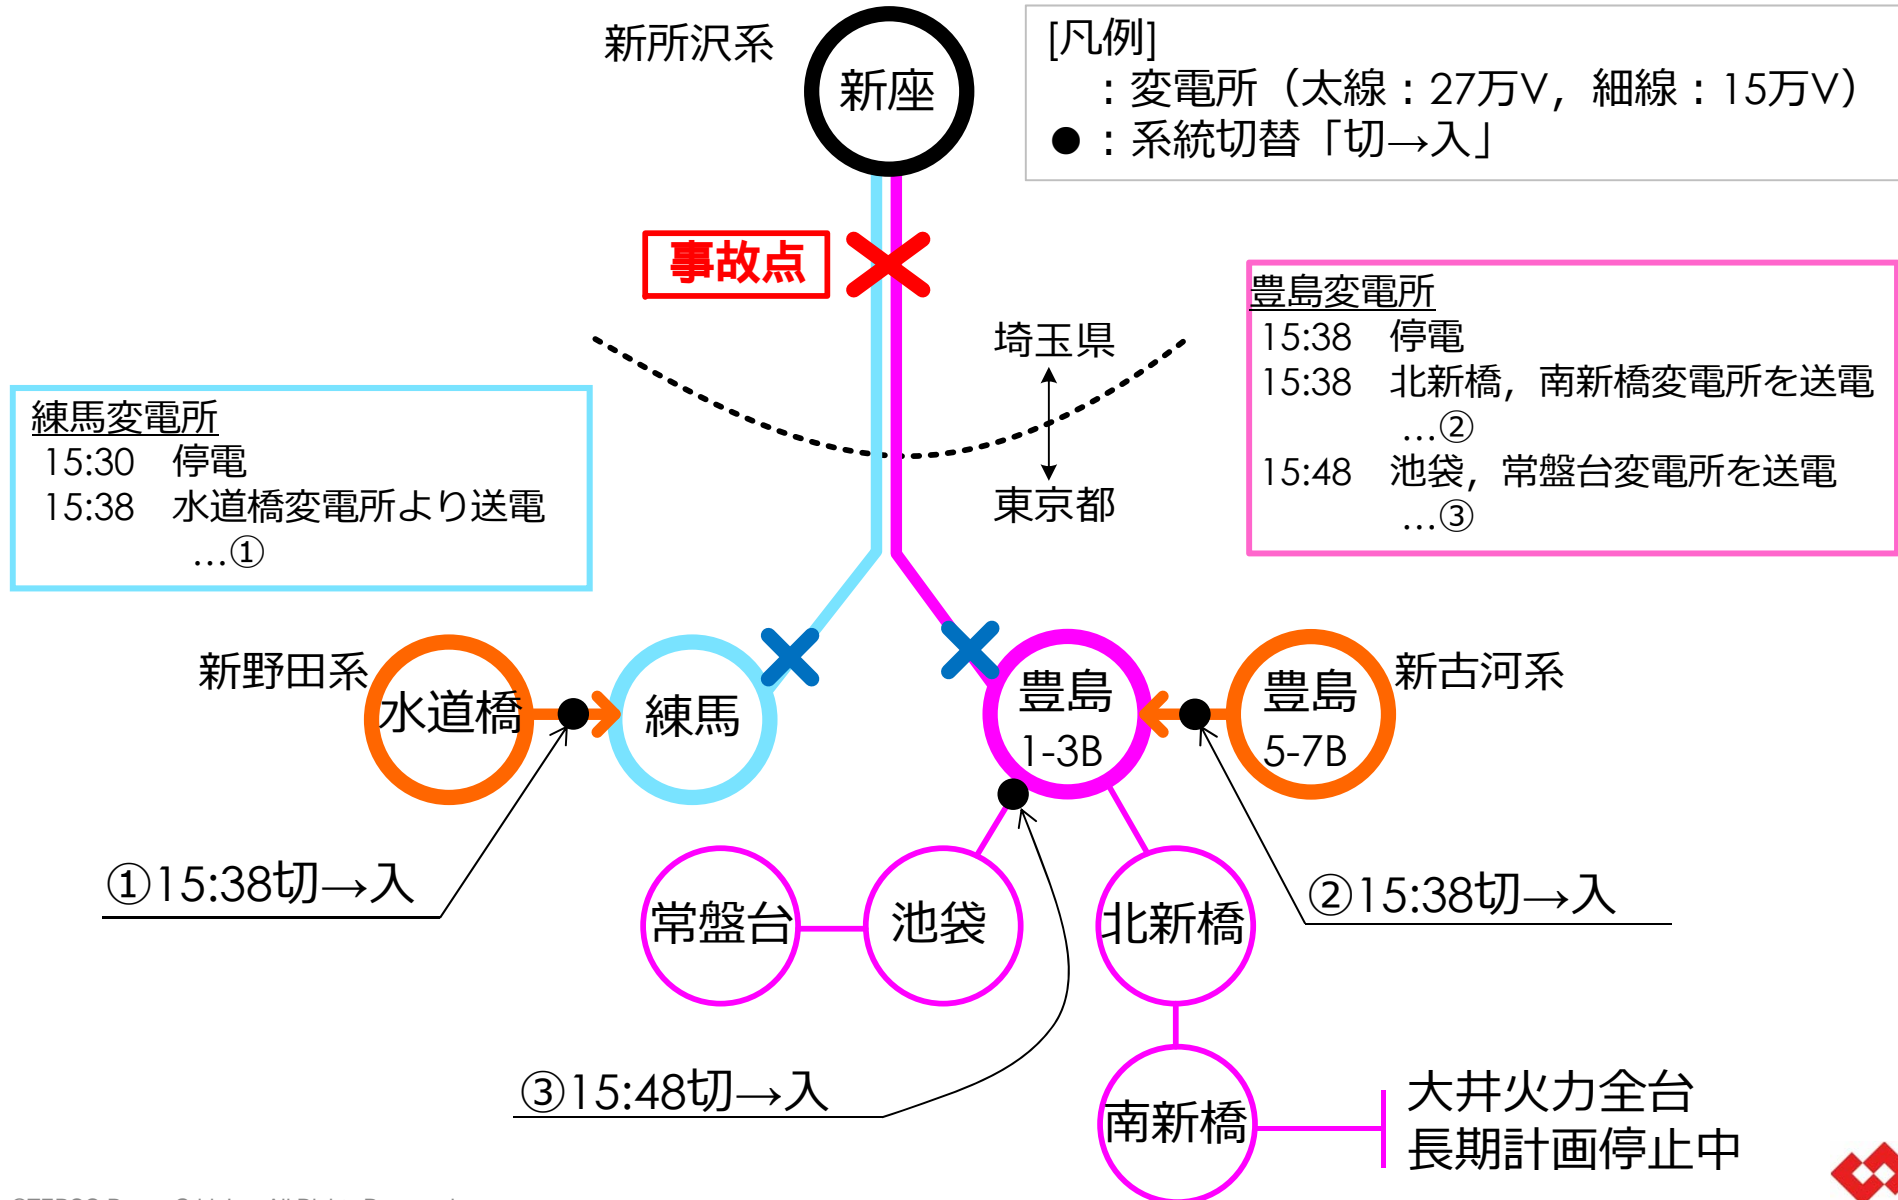 新所沢系
新座
[凡例]
：変電所（太線：27万V，細線：15万V）
●：系統切替「切→入」
事故点
埼玉県
東京都
豊島変電所
15:38 停電
15:38 北新橋，南新橋変電所を送電
…②
15:48 池袋，常盤台変電所を送電
…③
練馬変電所
15:30 停電
15:38 水道橋変電所より送電
…①
新野田系
水道橋
練馬
豊島
1-3B
豊島
5-7B
新古河系
①15:38切→入
②15:38切→入
常盤台
池袋
北新橋
③15:48切→入
南新橋
大井火力全台
長期計画停止中